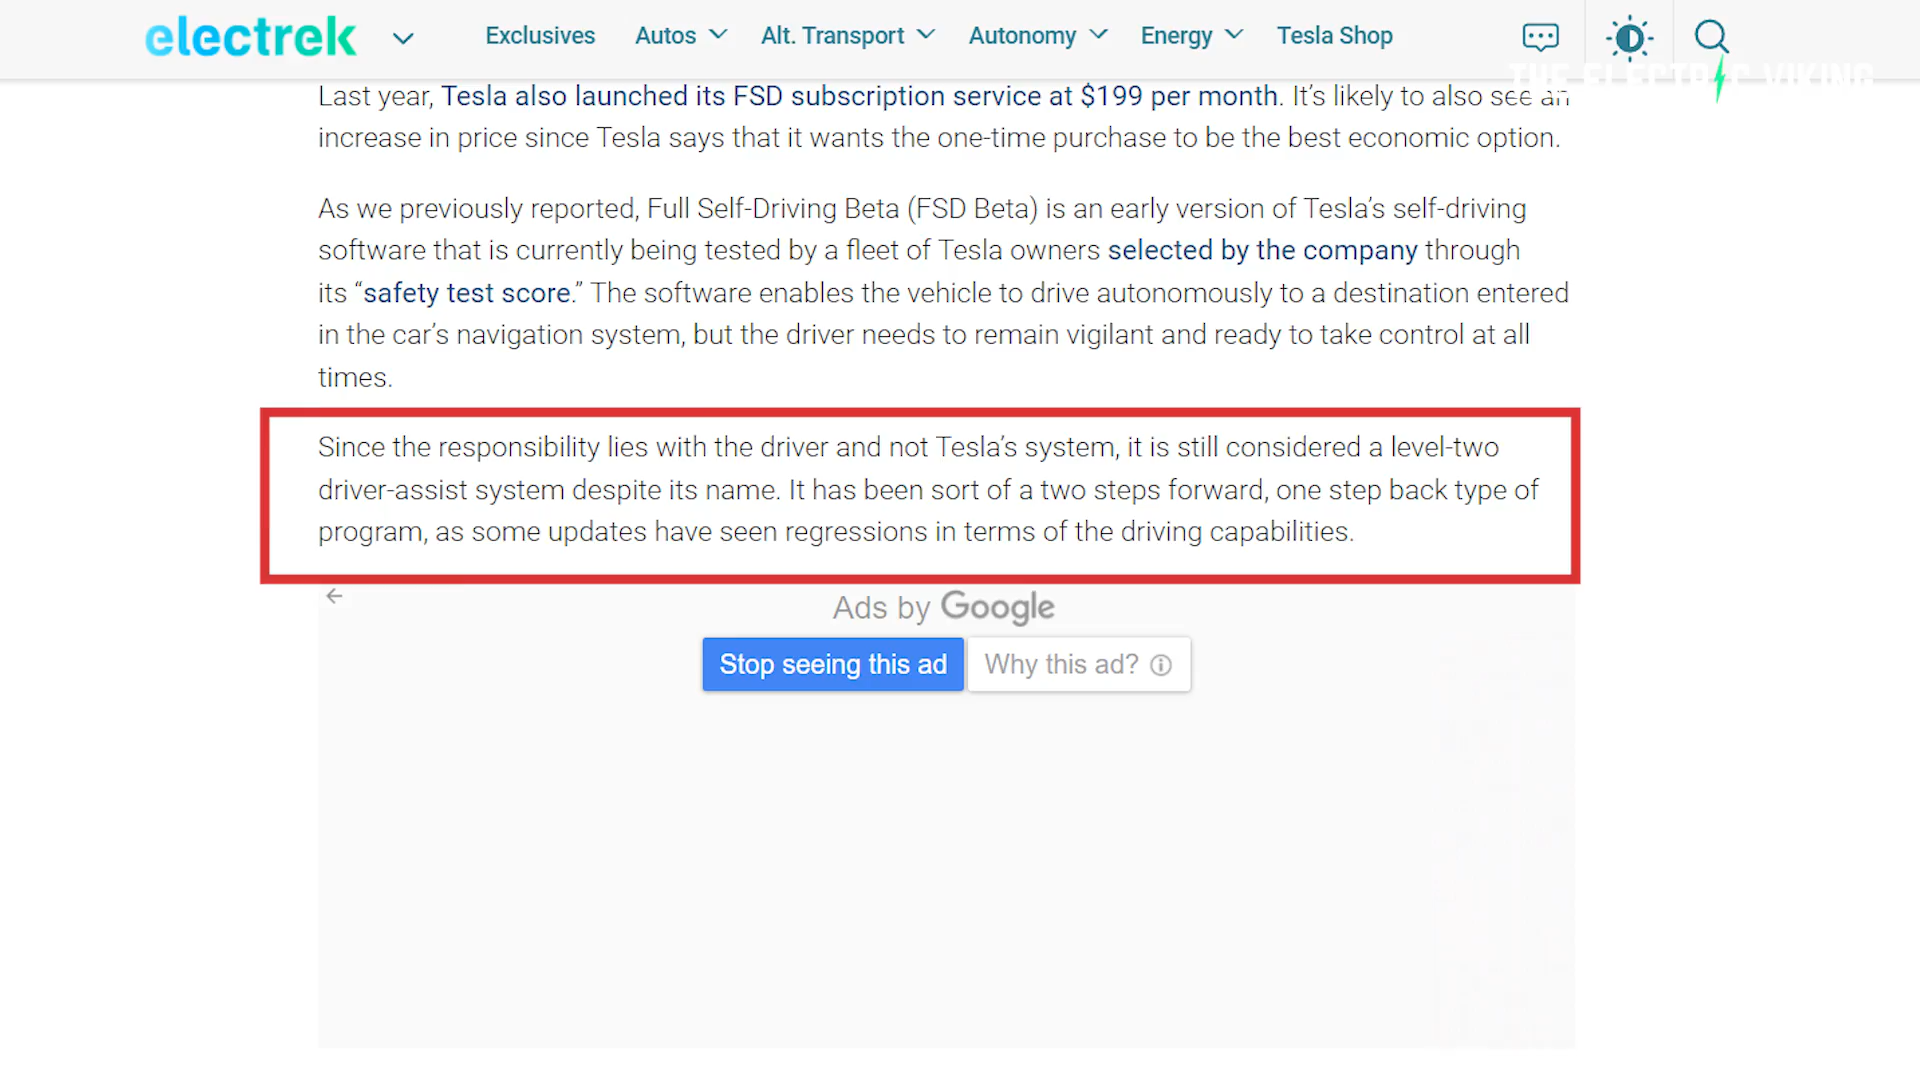 electrek
Exclusives Autos Alt. Transport Autonomy Energy Tesla Shop
THE ELECTRIC VIKING
Last year, Tesla also launched its FSD subscription service at $199 per month. It’s likely to also see an
increase in price since Tesla says that it wants the one-time purchase to be the best economic option.
As we previously reported, Full Self-Driving Beta (FSD Beta) is an early version of Tesla’s self-driving
software that is currently being tested by a fleet of Tesla owners selected by the company through
its “safety test score.” The software enables the vehicle to drive autonomously to a destination entered
in the car’s navigation system, but the driver needs to remain vigilant and ready to take control at all
times.
Since the responsibility lies with the driver and not Tesla’s system, it is still considered a level-two
driver-assist system despite its name. It has been sort of a two steps forward, one step back type of
program, as some updates have seen regressions in terms of the driving capabilities.
Ads by Google
Stop seeing this ad Why this ad?